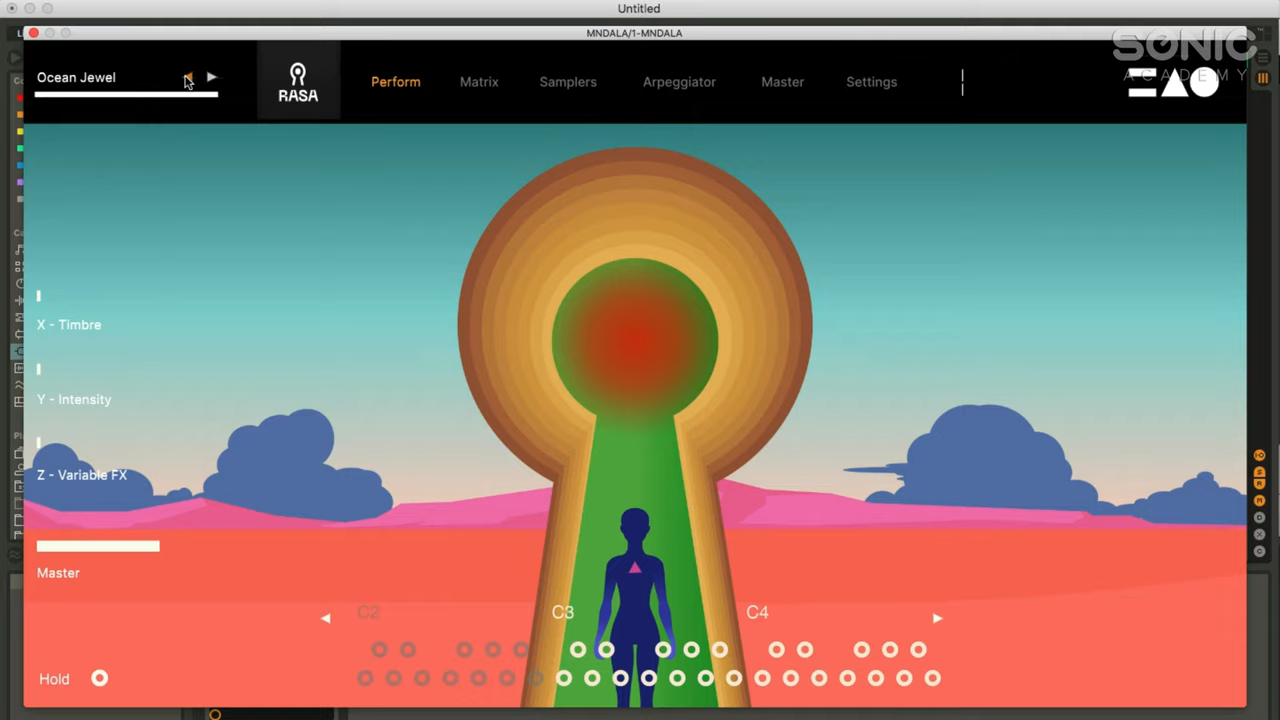 Untitled
MNDALA/1-MNDALA
SONIC
ACADEMY
Ocean Jewel
RASA
Perform
Matrix
Samplers
Arpeggiator
Master
Settings
X - Timbre
Y - Intensity
Z - Variable FX
Master
C2
C3
C4
Hold